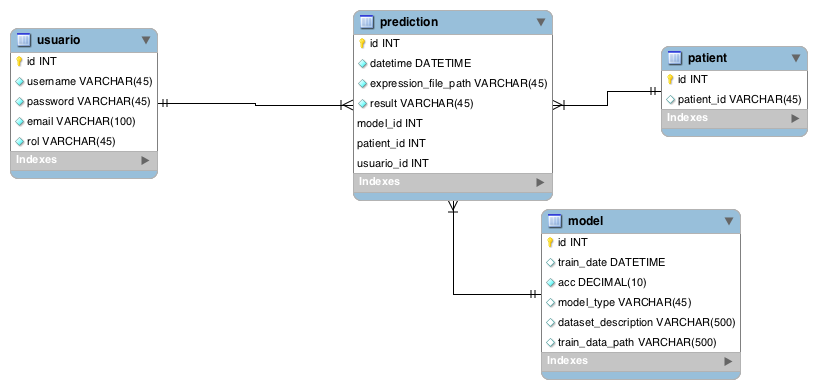 usuario
id INT
username VARCHAR(45)
password VARCHAR(45)
email VARCHAR(100)
rol VARCHAR(45)
Indexes
prediction
id INT
datetime DATETIME
expression_file_path VARCHAR(45)
result VARCHAR(45)
model_id INT
patient_id INT
usuario_id INT
Indexes
patient
id INT
patient_id VARCHAR(45)
Indexes
model
id INT
train_date DATETIME
acc DECIMAL(10)
model_type VARCHAR(45)
dataset_description VARCHAR(500)
train_data_path VARCHAR(500)
Indexes